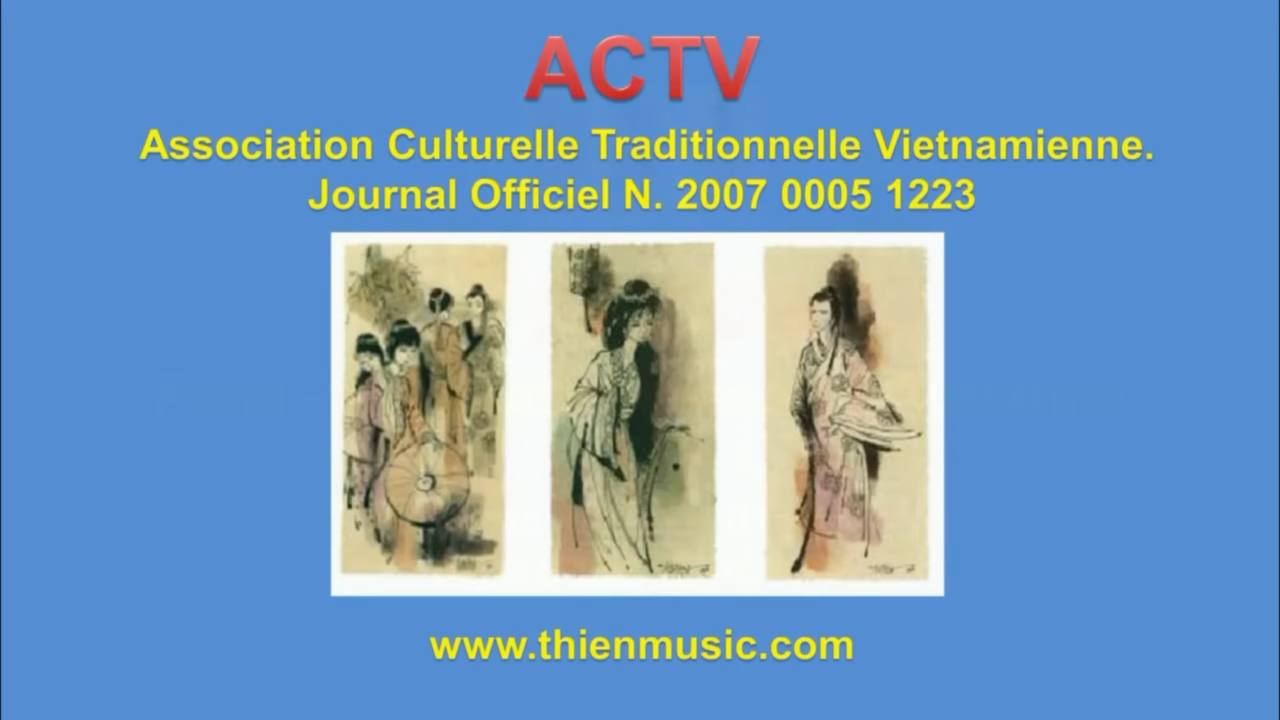 ACTV
Association Culturelle Traditionnelle Vietnamienne.
Journal Officiel N. 2007 0005 1223
www.thienmusic.com